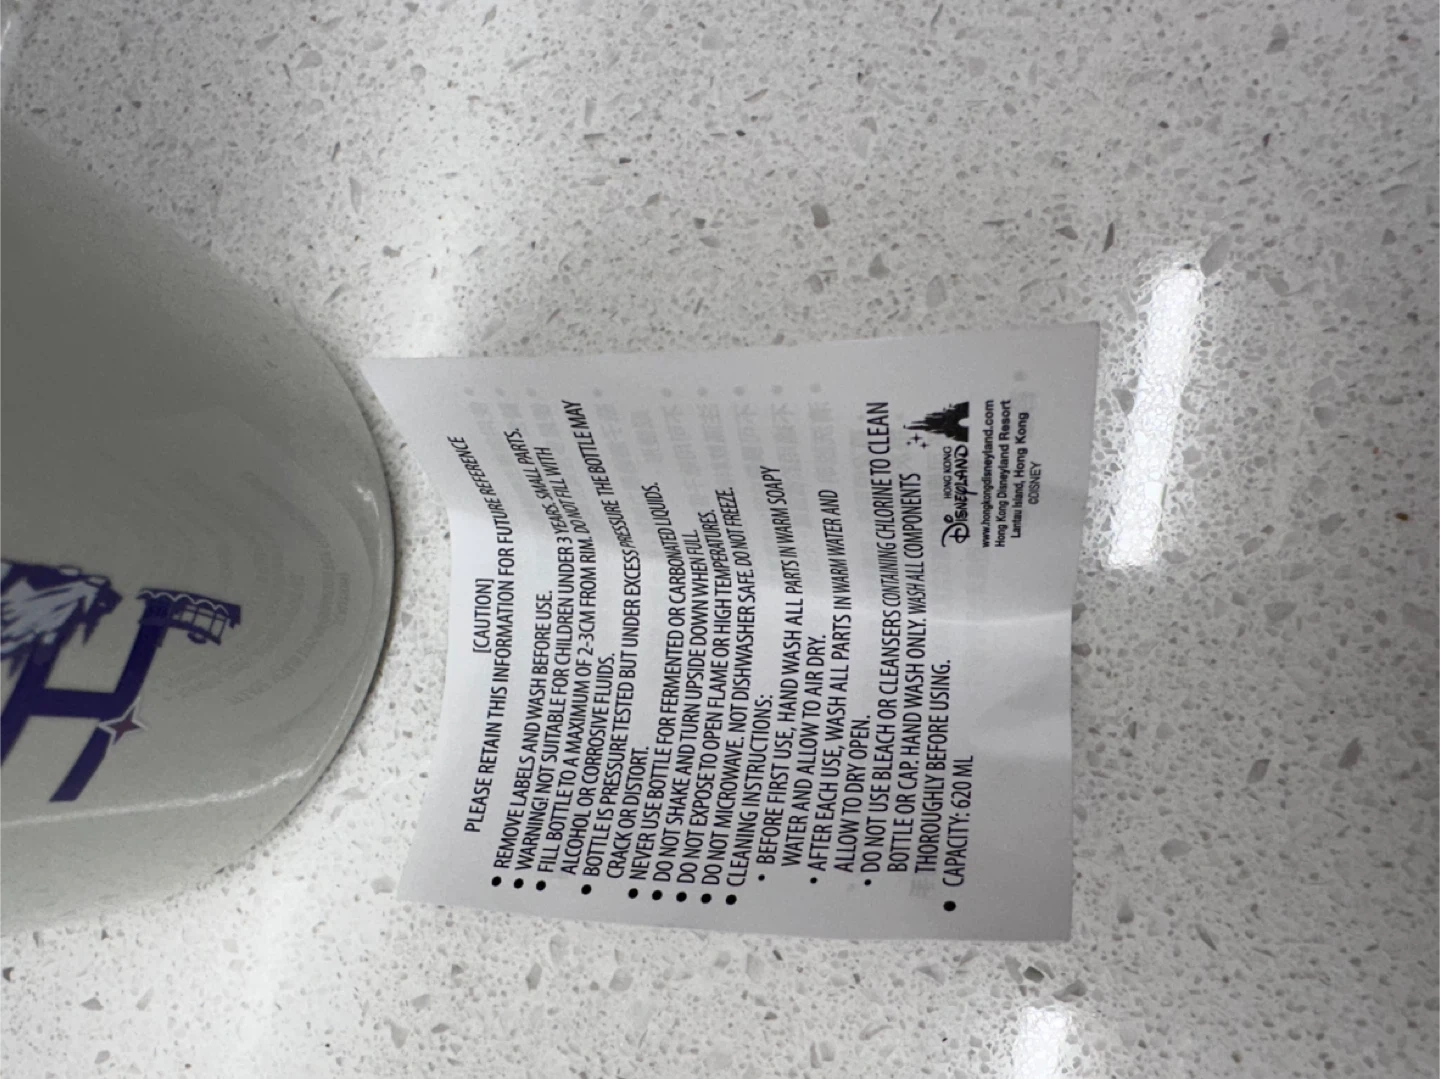 [CAUTION]
PLEASE RETAIN THIS INFORMATION FOR FUTURE REFERENCE
• REMOVE LABELS AND WASH BEFORE USE.
• WARNING! NOT SUITABLE FOR CHILDREN UNDER 3 YEARS. SMALL PARTS.
• FILL BOTTLE TO A MAXIMUM OF 2-3CM FROM RIM. DO NOT FILL WITH
ALCOHOL OR CORROSIVE FLUIDS.
• BOTTLE IS PRESSURE TESTED BUT UNDER EXCESS PRESSURE THE BOTTLE MAY
CRACK OR DISTORT.
• NEVER USE BOTTLE FOR FERMENTED OR CARBONATED LIQUIDS.
• DO NOT SHAKE AND TURN UPSIDE DOWN WHEN FULL.
• DO NOT EXPOSE TO OPEN FLAME OR HIGH TEMPERATURES.
• DO NOT MICROWAVE. NOT DISHWASHER SAFE. DO NOT FREEZE.
• CLEANING INSTRUCTIONS:
• BEFORE FIRST USE, HAND WASH ALL PARTS IN WARM SOAPY
WATER AND ALLOW TO AIR DRY.
• AFTER EACH USE, WASH ALL PARTS IN WARM WATER AND
ALLOW TO DRY OPEN.
• DO NOT USE BLEACH OR CLEANSERS CONTAINING CHLORINE TO CLEAN
BOTTLE OR CAP. HAND WASH ONLY. WASH ALL COMPONENTS
THOROUGHLY BEFORE USING.
• CAPACITY: 620 ML
HONG KONG
DISNEYLAND
www.hongkongdisneyland.com
Hong Kong Disneyland Resort
Lantau Island, Hong Kong
©DISNEY